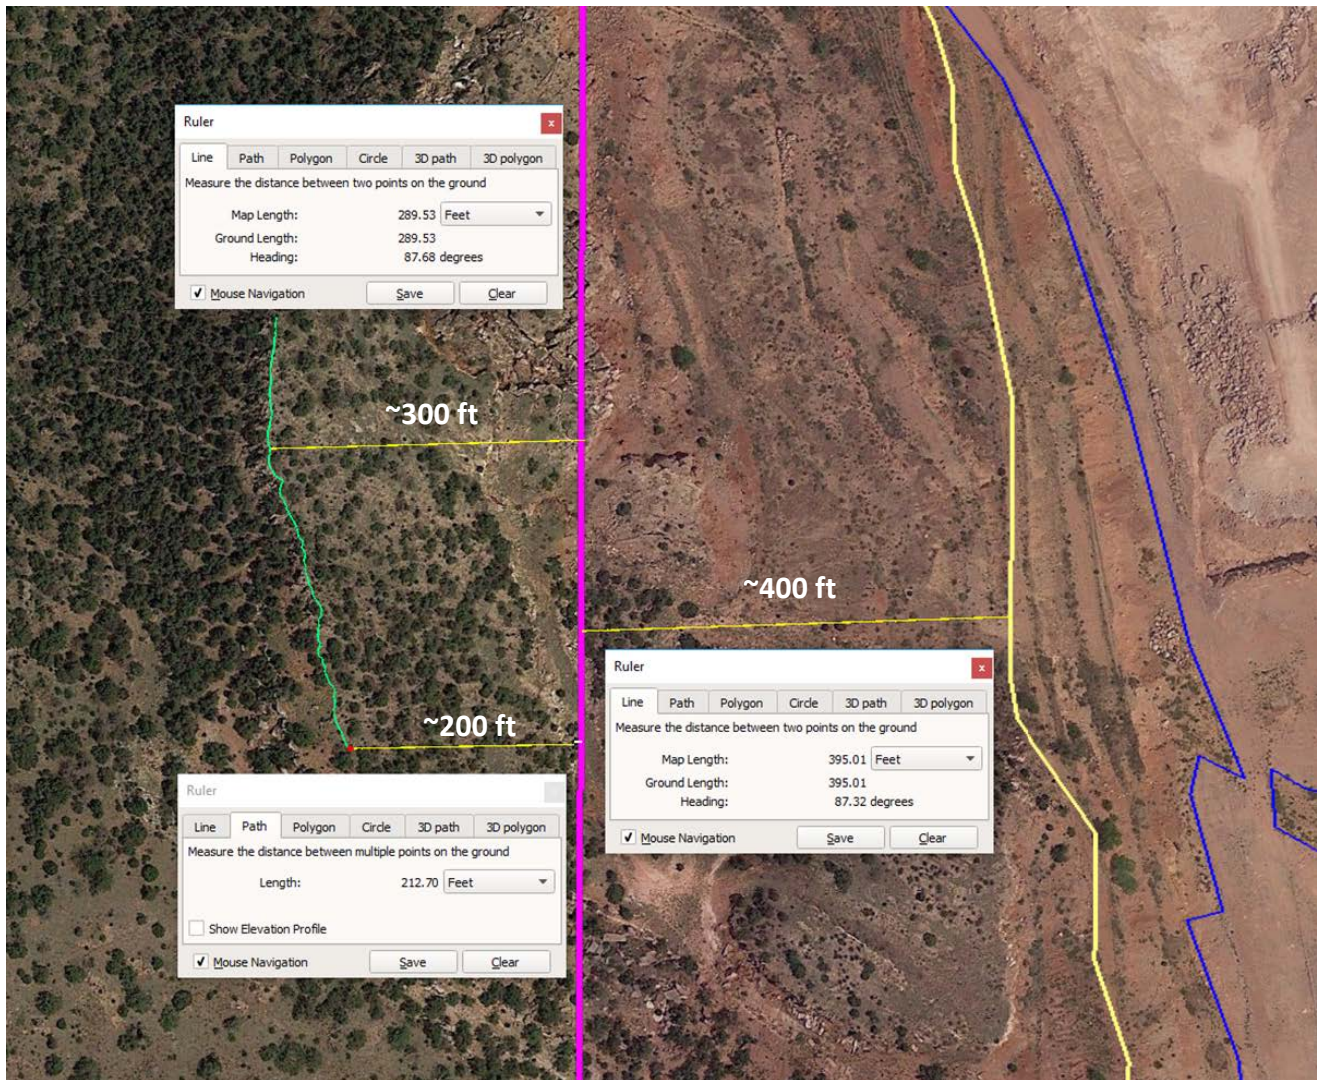 Ruler
x
Line Path Polygon Circle 3D path 3D polygon
Measure the distance between two points on the ground
Map Length: 289.53 Feet
Ground Length: 289.53
Heading: 87.68 degrees
Mouse Navigation Save Clear
~300 ft
~400 ft
~200 ft
Ruler
x
Line Path Polygon Circle 3D path 3D polygon
Measure the distance between two points on the ground
Map Length: 395.01 Feet
Ground Length: 395.01
Heading: 87.32 degrees
Mouse Navigation Save Clear
Ruler
Line Path Polygon Circle 3D path 3D polygon
Measure the distance between multiple points on the ground
Length: 212.70 Feet
Show Elevation Profile
Mouse Navigation Save Clear